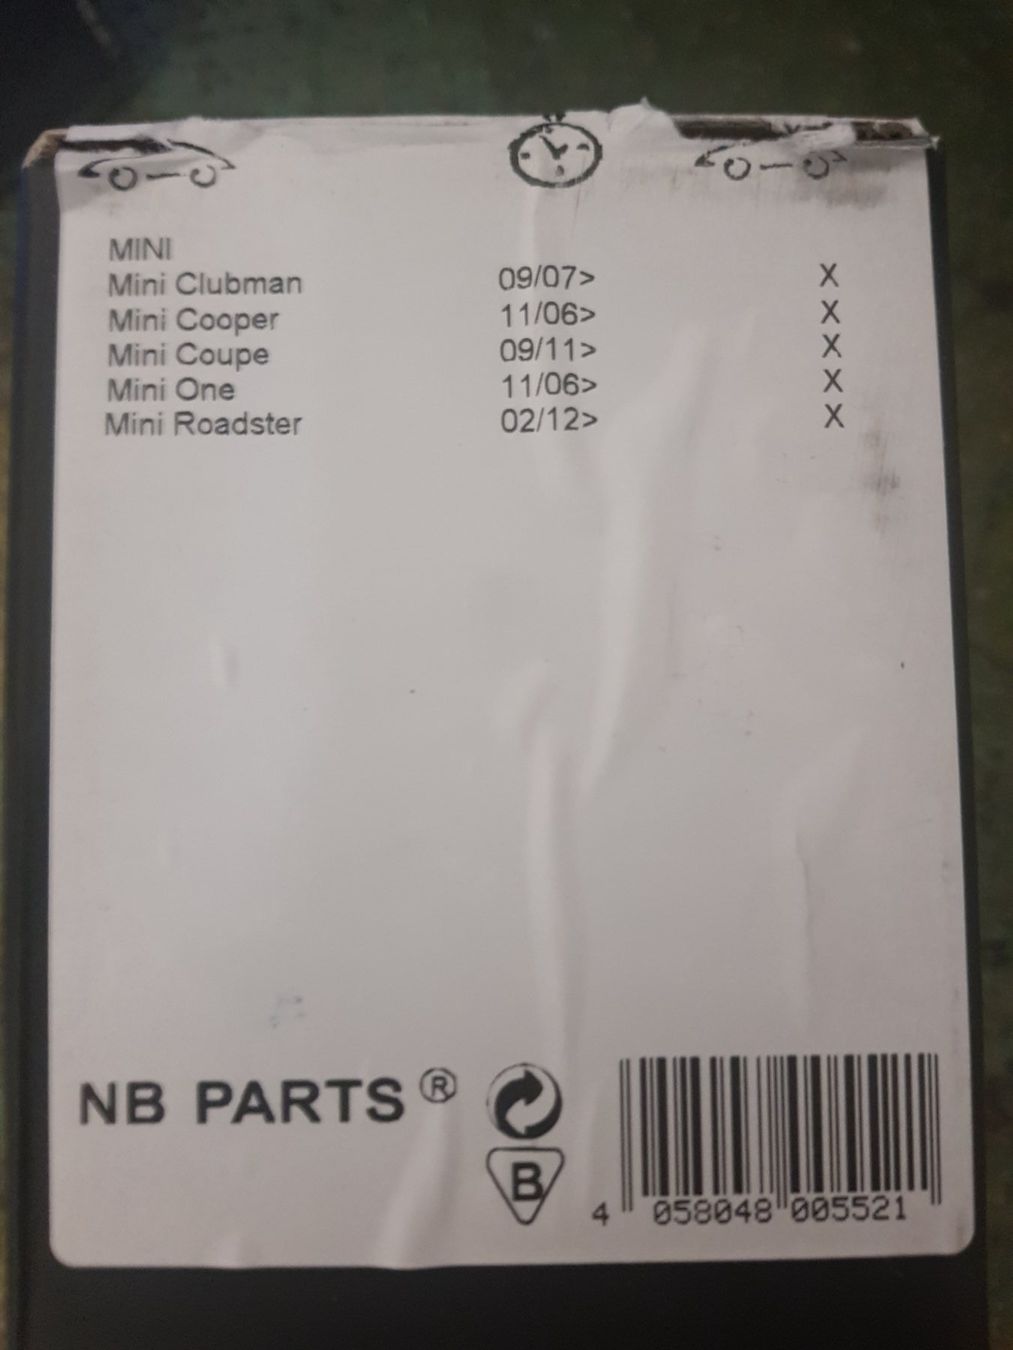 MINI
Mini Clubman 09/07> X
Mini Cooper 11/06> X
Mini Coupe 09/11> X
Mini One 11/06> X
Mini Roadster 02/12> X
NB PARTS ®
B
4 058048 005521